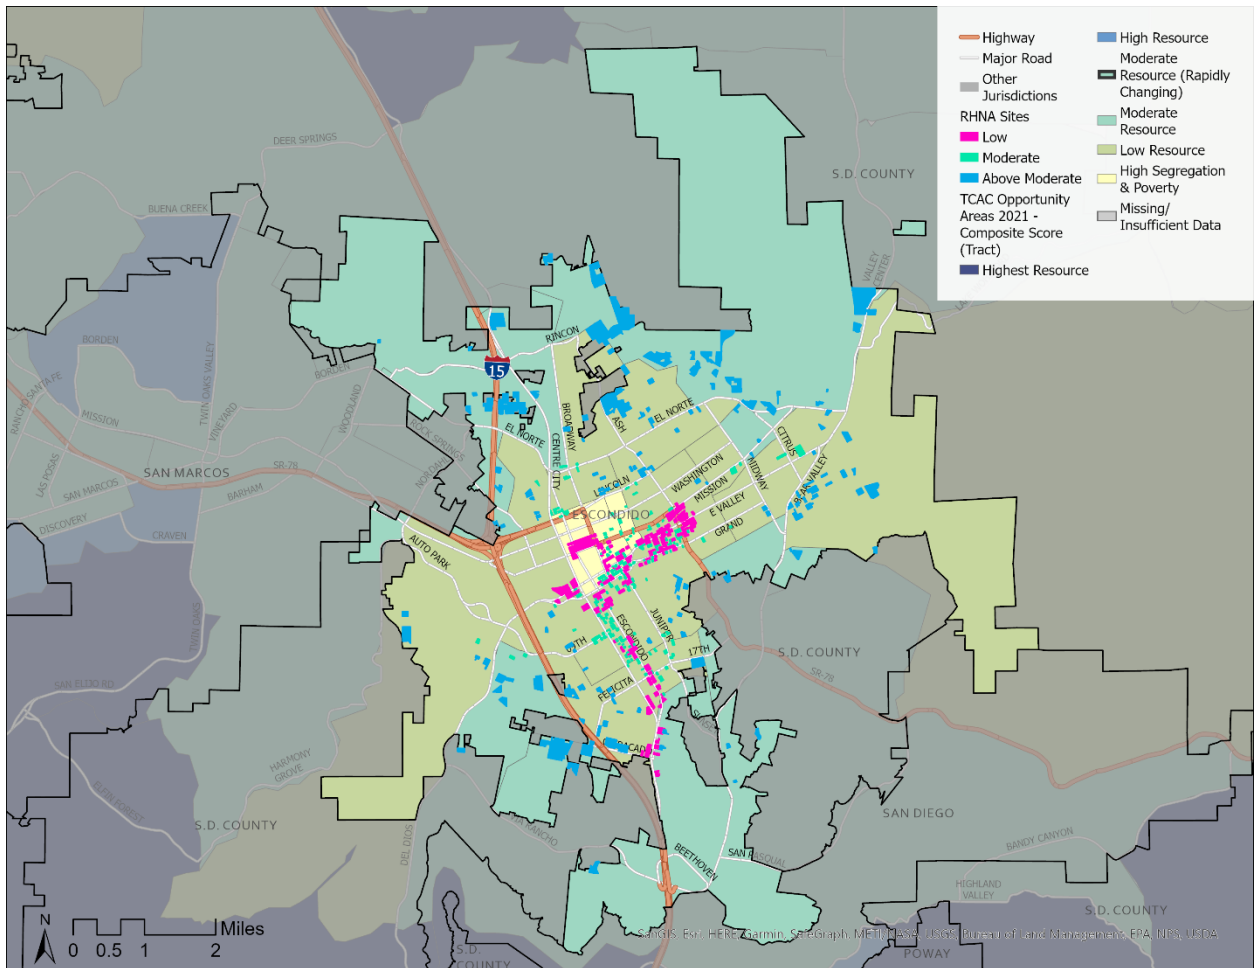 Highway
Major Road
Other
Jurisdictions
RHNA Sites
Low
Moderate
Above Moderate
TCAC Opportunity
Areas 2021 -
Composite Score
(Tract)
Highest Resource
High Resource
Moderate
Resource (Rapidly
Changing)
Moderate
Resource
Low Resource
High Segregation
& Poverty
Missing/
Insufficient Data
DEER SPRINGS
S.D. COUNTY
BUENA CREEK
VALLEY
CENTER
RINCON
BORDEN
BORDEN
15
RANCHO SANTA FE
TWIN OAKS VALLEY
VINEYARD
WOODLAND
MISSION
ROCK SPRINGS
NORDAHL
BROADWAY
ASH
EL NORTE
EL NORTE
CENTRE CITY
CITRUS
MIDWAY
BEAR VALLEY
LAS POSAS
SAN MARCOS
SR-78
SAN MARCOS
BARHAM
LINCOLN
WASHINGTON
MISSION
E VALLEY
GRAND
ESCONDIDO
DISCOVERY
CRAVEN
AUTO PARK
TWIN OAKS
JUNIPER
ESCONDIDO
17TH
S.D. COUNTY
SR-78
SAN ELIJO RD
FELICITA
SUNSET
HARMONY
GROVE
ELFIN FOREST
S.D. COUNTY
DEL DIOS
VIA RANCHO
SAN DIEGO
BEETHOVEN
SAN PASQUAL
BANDY CANYON
HIGHLAND
VALLEY
S.D. COUNTY
N
0 0.5 1 2
Miles
S.D.
COUNTY
SanGIS, Esri, HERE, Garmin, SafeGraph, METI/NASA, USGS, Bureau of Land Management, EPA, NPS, USDA
POWAY